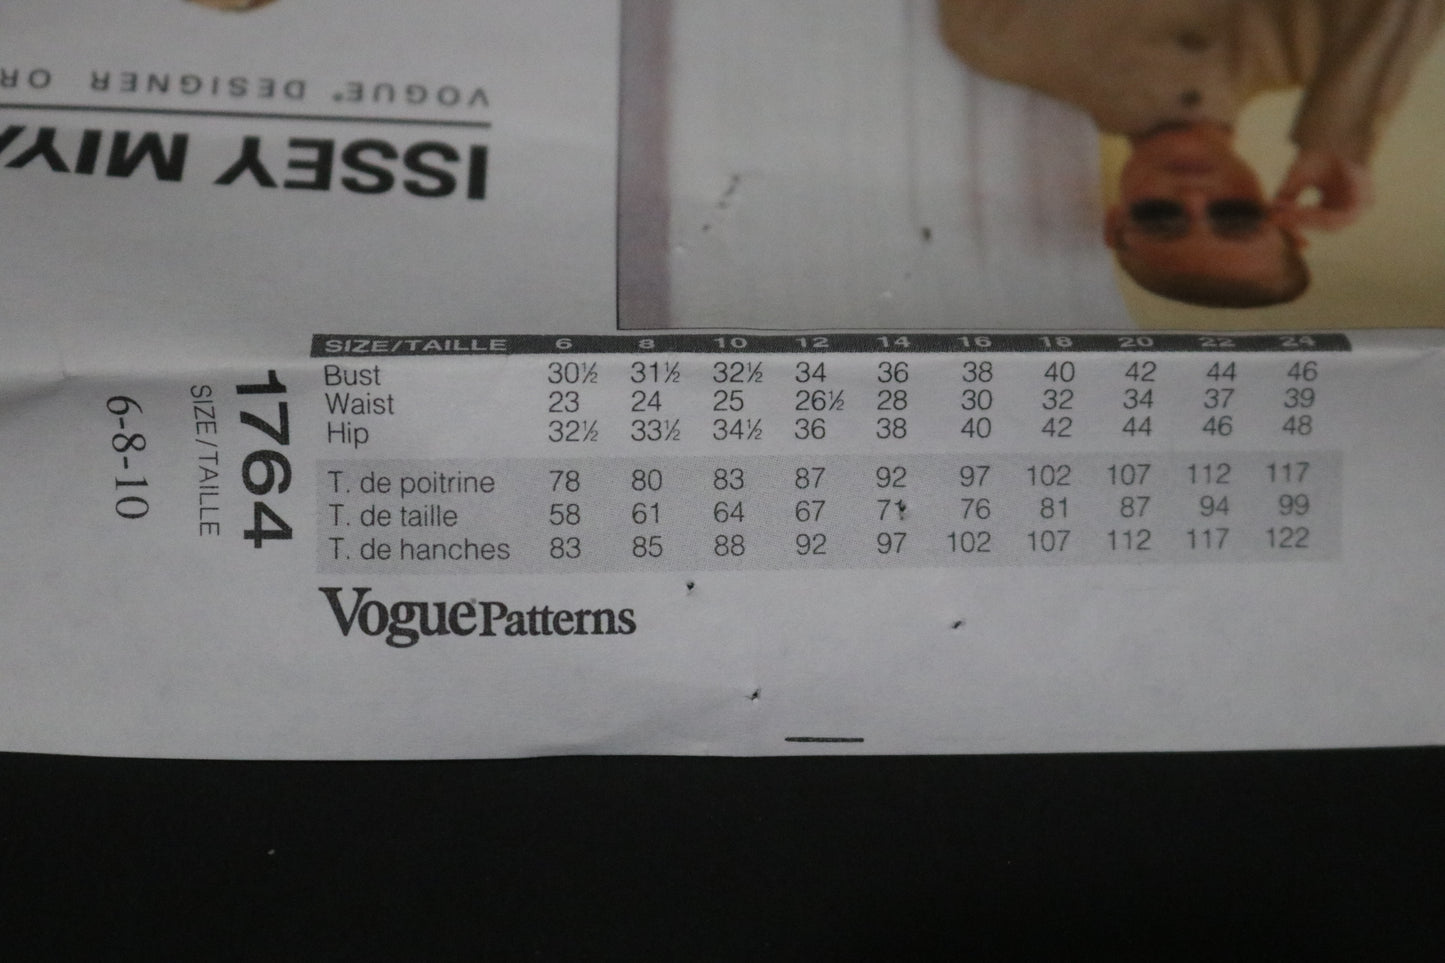 VOGUE® DESIGNER OR
ISSEY MIYA
SIZE/TAILLE 6 8 10 12 14 16 18 20 22 24
Bust 30½ 31½ 32½ 34 36 38 40 42 44 46
Waist 23 24 25 26½ 28 30 32 34 37 39
Hip 32½ 33½ 34½ 36 38 40 42 44 46 48
T. de poitrine 78 80 83 87 92 97 102 107 112 117
T. de taille 58 61 64 67 71 76 81 87 94 99
T. de hanches 83 85 88 92 97 102 107 112 117 122
Vogue Patterns
1764
SIZE/TAILLE
6-8-10